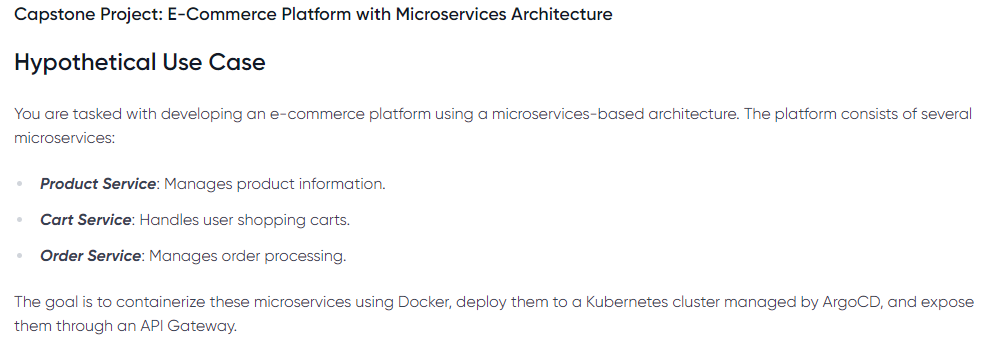 Capstone Project: E-Commerce Platform with Microservices Architecture
Hypothetical Use Case
You are tasked with developing an e-commerce platform using a microservices-based architecture. The platform consists of several
microservices:
Product Service: Manages product information.
Cart Service: Handles user shopping carts.
Order Service: Manages order processing.
The goal is to containerize these microservices using Docker, deploy them to a Kubernetes cluster managed by ArgoCD, and expose
them through an API Gateway.